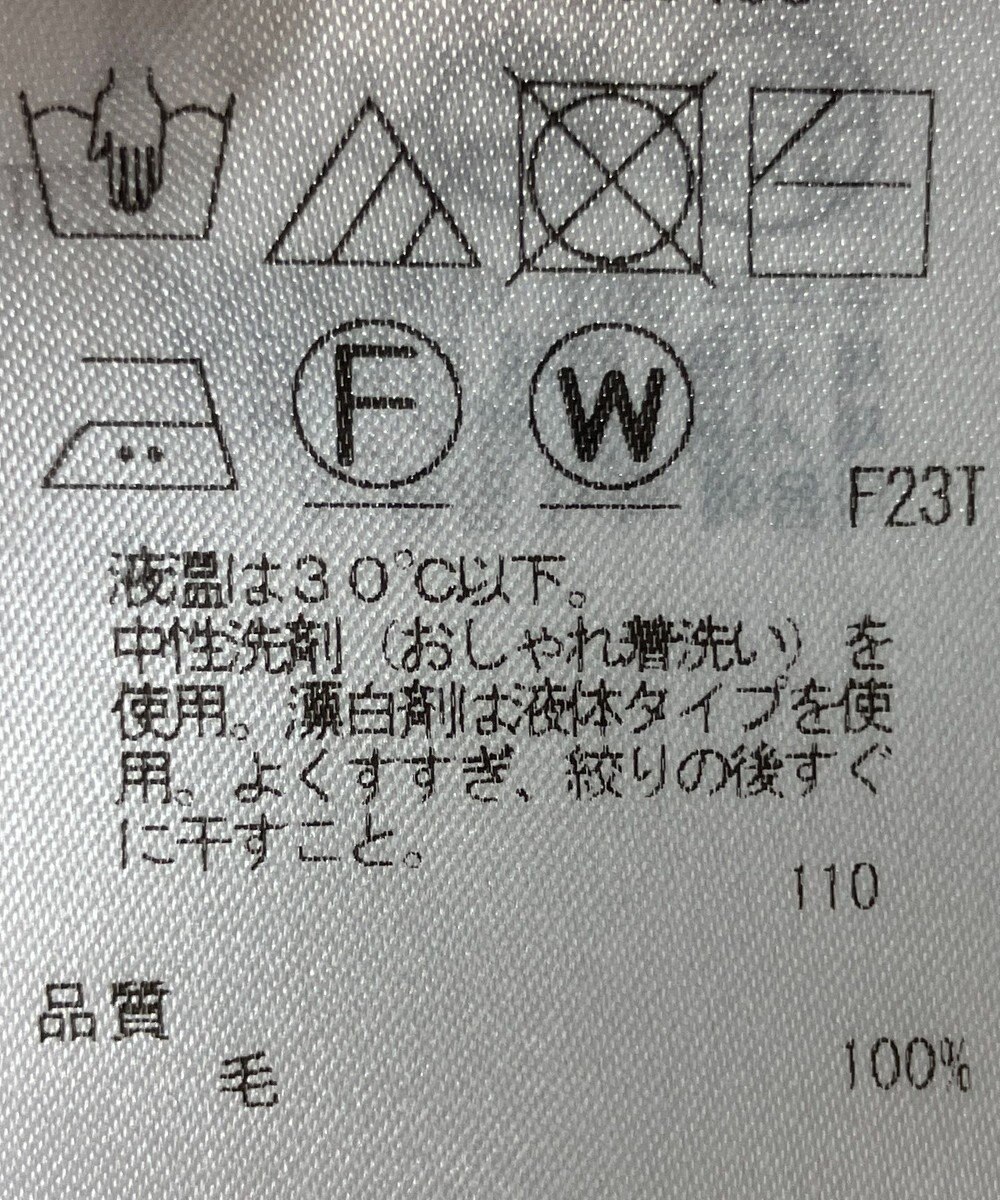 F
W
F23T
液温は30℃以下。
中性洗剤(おしゃれ着洗い)を
使用。漂白剤は液体タイプを使
用。よくすすぎ、絞りの後すぐ
に干すこと。
110
品質
毛 100%